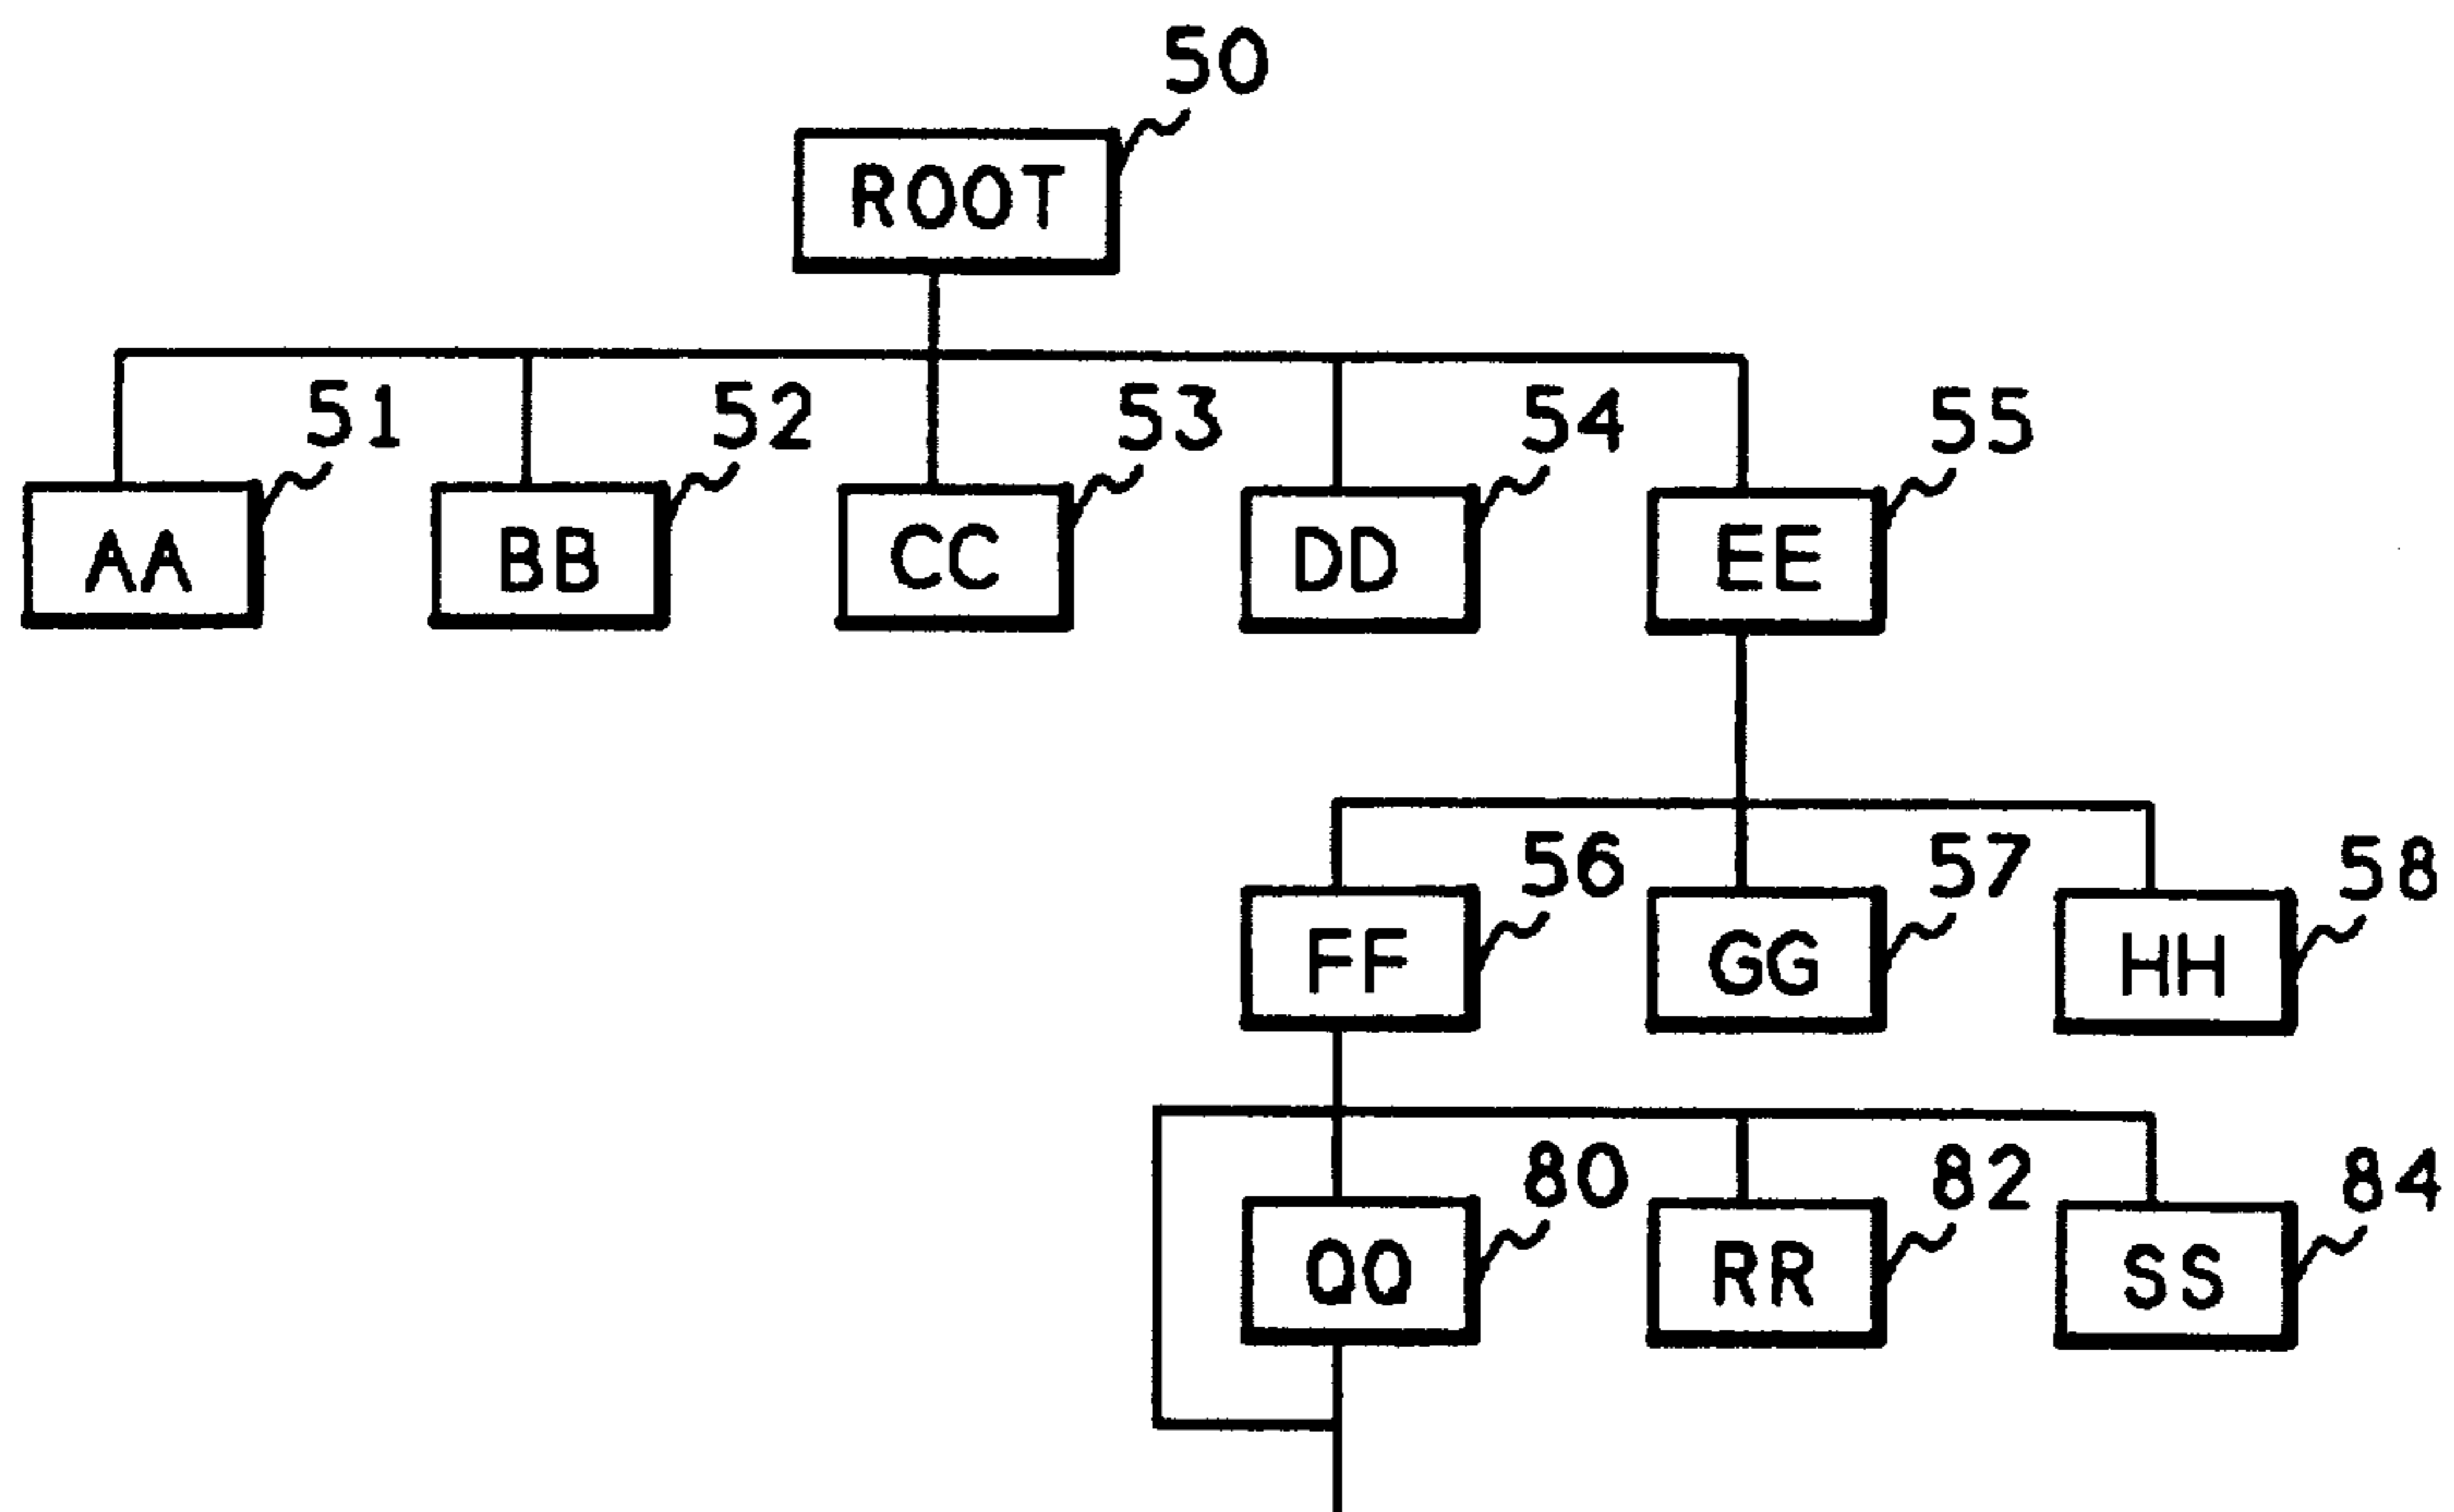 50
ROOT
51 52 53 54 55
AA BB CC DD EE
56 57 58
FF GG HH
80 82 84
QQ RR SS